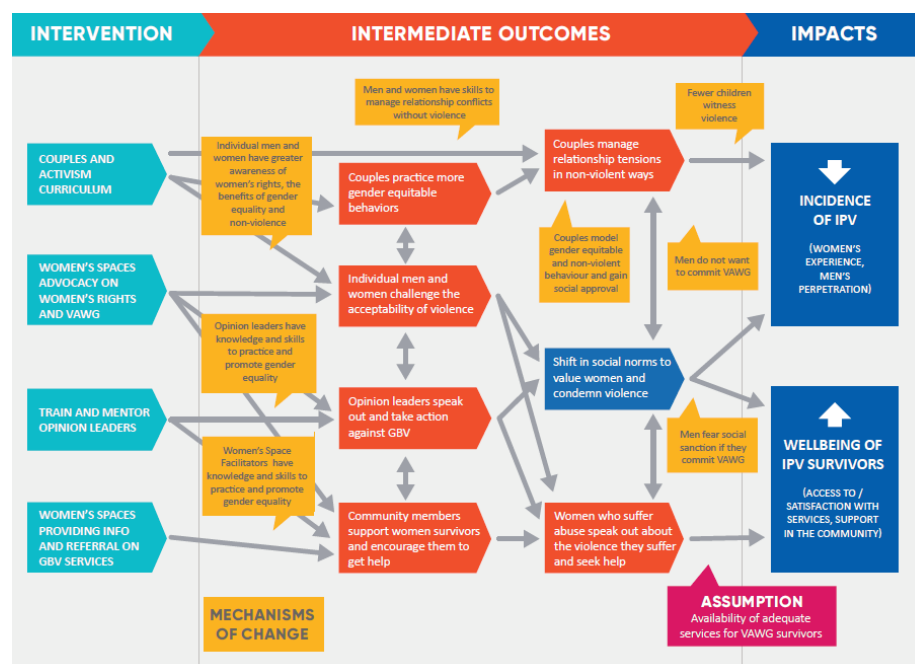 INTERVENTION
INTERMEDIATE OUTCOMES
IMPACTS
Men and women have skills to
manage relationship conflicts
without violence
Fewer children
witness
violence
COUPLES AND
ACTIVISM
CURRICULUM
Individual men and
women have greater
awareness of
women's rights, the
benefits of gender
equality and
non-violence
Couples practice more
gender equitable
behaviors
Couples manage
relationship tensions
in non-violent ways
INCIDENCE
OF IPV
(WOMEN'S
EXPERIENCE,
MEN'S
PERPETRATION)
WOMEN'S SPACES
ADVOCACY ON
WOMEN'S RIGHTS
AND VAWG
Individual men and
women challenge the
acceptability of violence
Couples model
gender equitable
and non-violent
behaviour and gain
social approval
Men do not want
to commit VAWG
Opinion leaders have
knowledge and skills
to practice and
promote gender
equality
Shift in social norms to
value women and
condemn violence
TRAIN AND MENTOR
OPINION LEADERS
Opinion leaders speak
out and take action
against GBV
Men fear social
sanction if they
commit VAWG
WELLBEING OF
IPV SURVIVORS
(ACCESS TO /
SATISFACTION WITH
SERVICES, SUPPORT
IN THE COMMUNITY)
Women's Space
Facilitators have
knowledge and skills to
practice and promote
gender equality
WOMEN'S SPACES
PROVIDING INFO
AND REFERRAL ON
GBV SERVICES
Community members
support women survivors
and encourage them to
get help
Women who suffer
abuse speak out about
the violence they suffer
and seek help
MECHANISMS
OF CHANGE
ASSUMPTION
Availability of adequate
services for VAWG survivors